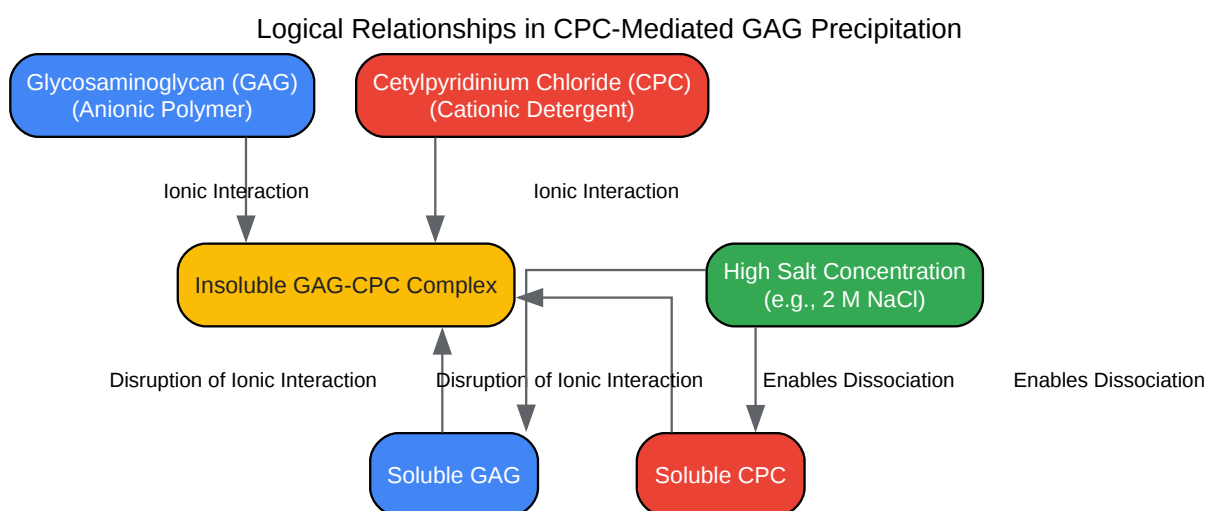 Logical Relationships in CPC-Mediated GAG Precipitation
Glycosaminoglycan (GAG)
(Anionic Polymer)
Cetylpyridinium Chloride (CPC)
(Cationic Detergent)
Ionic Interaction
Ionic Interaction
Insoluble GAG-CPC Complex
High Salt Concentration
(e.g., 2 M NaCl)
Disruption of Ionic Interaction
Disruption of Ionic Interaction
Enables Dissociation
Enables Dissociation
Soluble GAG
Soluble CPC